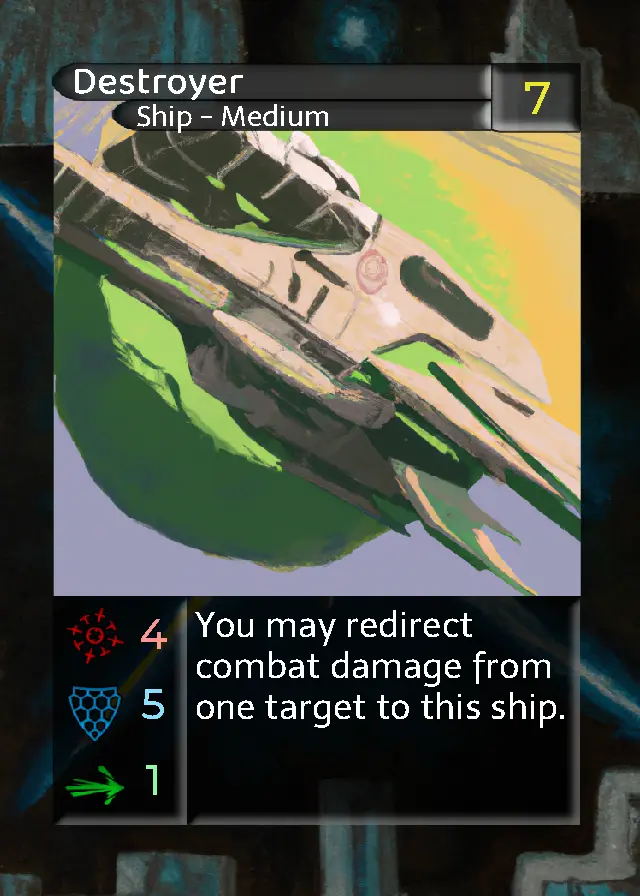 Destroyer
7
Ship – Medium
4
You may redirect
combat damage from
one target to this ship.
5
1